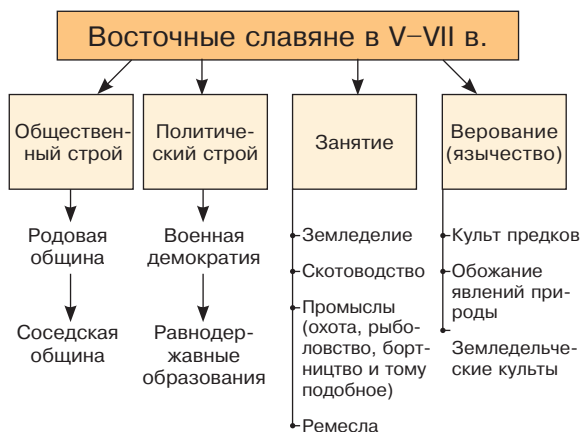 Восточные славяне в V–VII в.
Обществен-
ный строй
Политиче-
ский строй
Занятие
Верование
(язычество)
Родовая
община
Соседская
община
Военная
демократия
Равнодер-
жавные
образования
Земледелие
Скотоводство
Промыслы
(охота, рыбо-
ловство, борт-
ництво и тому
подобное)
Ремесла
Культ предков
Обожание
явлений при-
роды
Земледельче-
ские культы